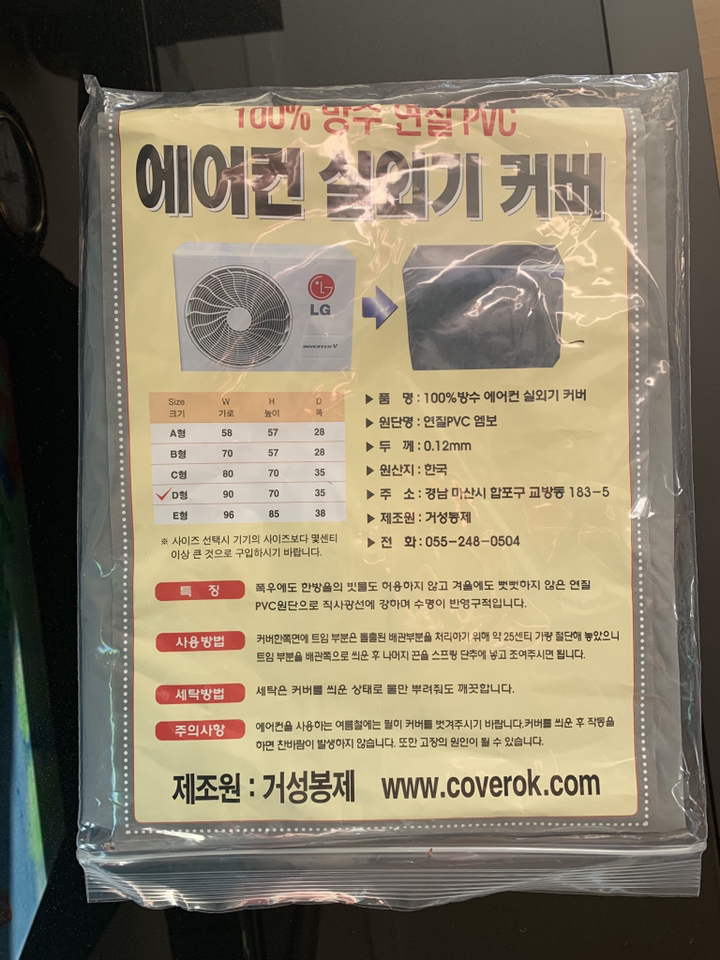 100% 방수 연질 PVC
에어컨 실외기 커버
LG
INVERTER V
Size W H D
크기 가로 높이 폭
A형 58 57 28
B형 70 57 28
C형 80 70 35
D형 90 70 35
E형 96 85 38
※ 사이즈 선택시 기기의 사이즈보다 몇센티
이상 큰 것으로 구입하시기 바랍니다.
▶ 품 명 : 100%방수 에어컨 실외기 커버
▶ 원단명 : 연질PVC 엠보
▶ 두 께 : 0.12mm
▶ 원산지 : 한국
▶ 주 소 : 경남 마산시 합포구 교방동 183-5
▶ 제조원 : 거성봉제
▶ 전 화 : 055-248-0504
특 징
폭우에도 한방울의 빗물도 허용하지 않고 겨울에도 뻣뻣하지 않은 연질
PVC원단으로 직사광선에 강하며 수명이 반영구적입니다.
사용방법
커버한쪽면에 트임 부분은 돌출된 배관부분을 처리하기 위해 약 25센티 가량 절단해 놓았으니
트임 부분을 배관쪽으로 씌운 후 나머지 끈을 스프링 단추에 넣고 조여주시면 됩니다.
세탁방법
세탁은 커버를 씌운 상태로 물만 뿌려줘도 깨끗합니다.
주의사항
에어컨을 사용하는 여름철에는 필히 커버를 벗겨주시기 바랍니다.커버를 씌운 후 작동을
하면 찬바람이 발생하지 않습니다. 또한 고장의 원인이 될 수 있습니다.
제조원 : 거성봉제 www.coverok.com